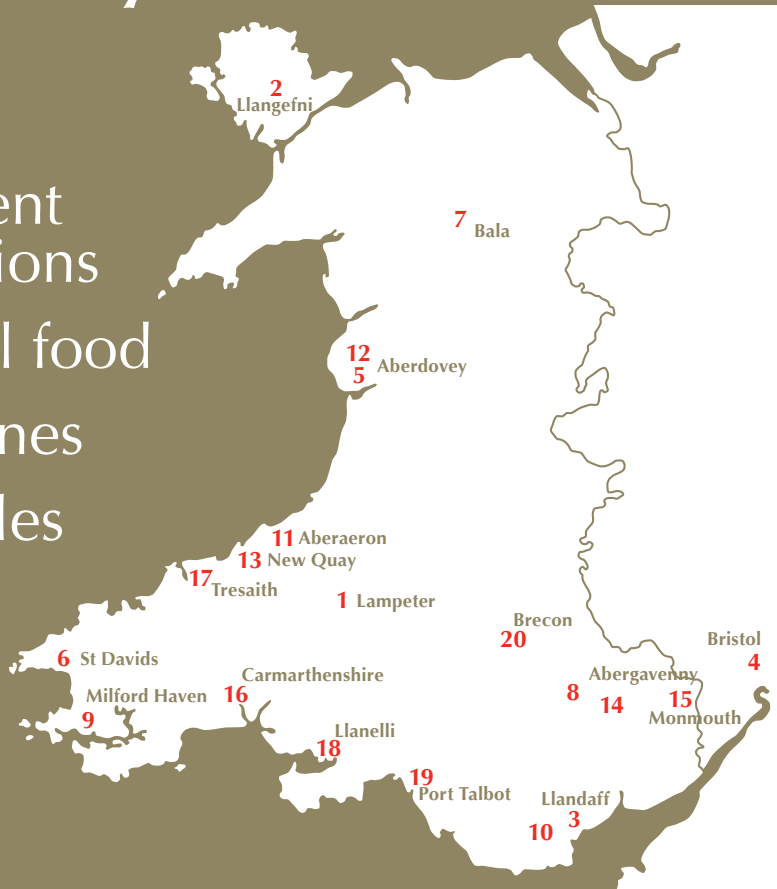 ent
ions
l food
nes
les
2
Llangefni
7
Bala
12
5
Aberdovey
11 Aberaeron
13 New Quay
17
Tresaith
1 Lampeter
Brecon
20
Bristol
4
6 St Davids
Carmarthenshire
16
Milford Haven
9
Abergavenny
8
14
15
Monmouth
Llanelli
18
19
Port Talbot
Llandaff
3
10